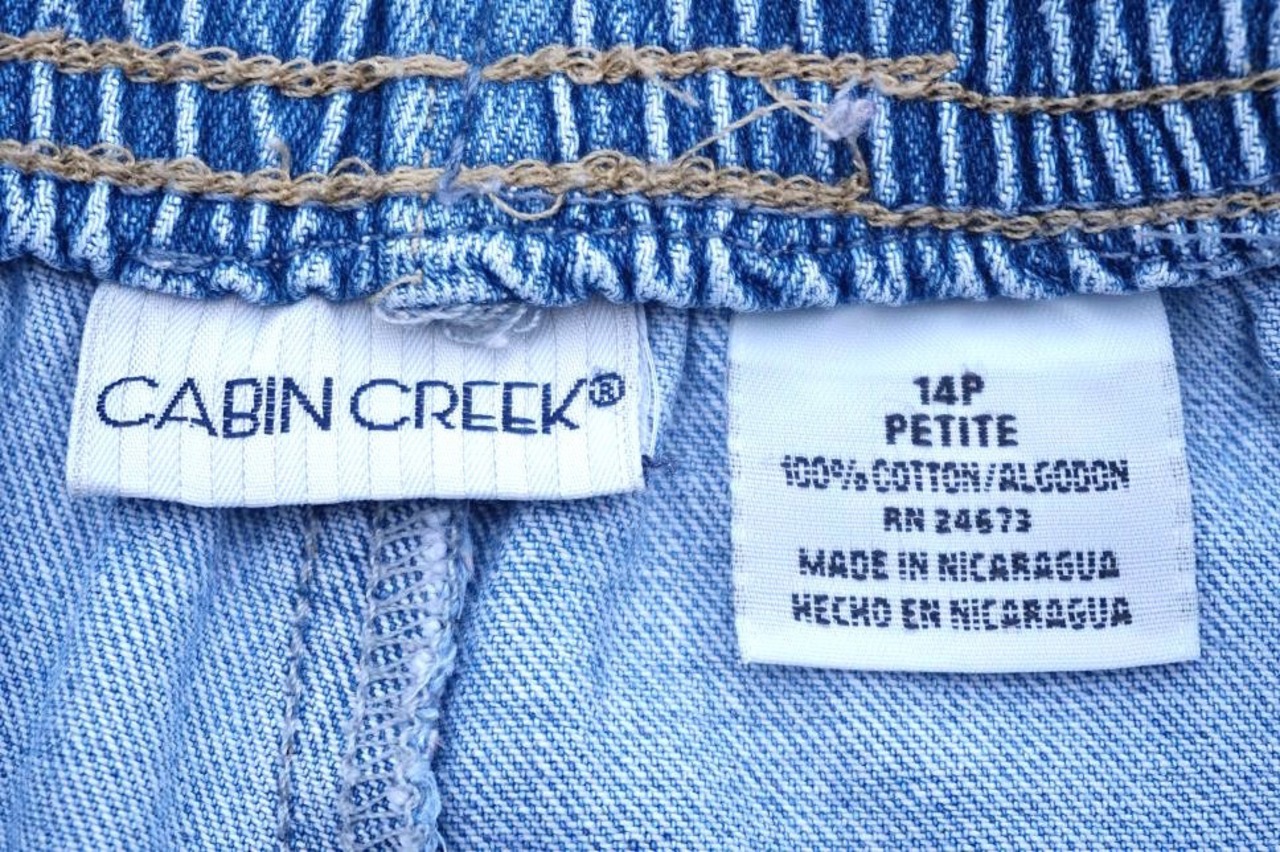 CABIN CREEK®
14P
PETITE
100% COTTON/ALGODON
RN 24673
MADE IN NICARAGUA
HECHO EN NICARAGUA